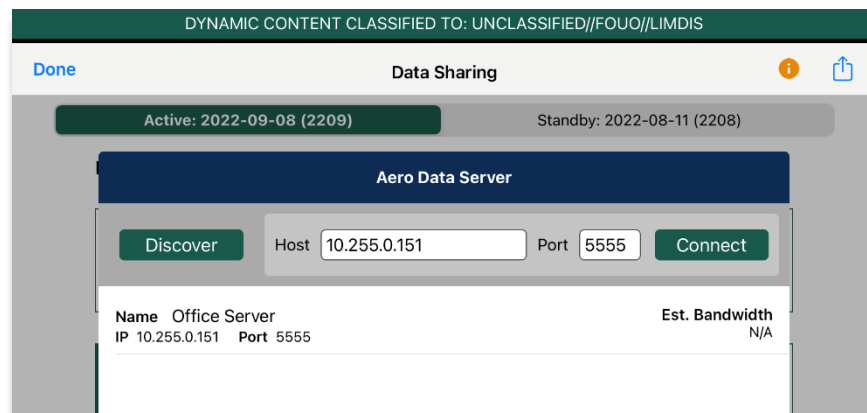 DYNAMIC CONTENT CLASSIFIED TO: UNCLASSIFIED//FOUO//LIMDIS
Done Data Sharing
Active: 2022-09-08 (2209) Standby: 2022-08-11 (2208)
Aero Data Server
Discover Host 10.255.0.151 Port 5555 Connect
Name Office Server Est. Bandwidth
IP 10.255.0.151 Port 5555 N/A